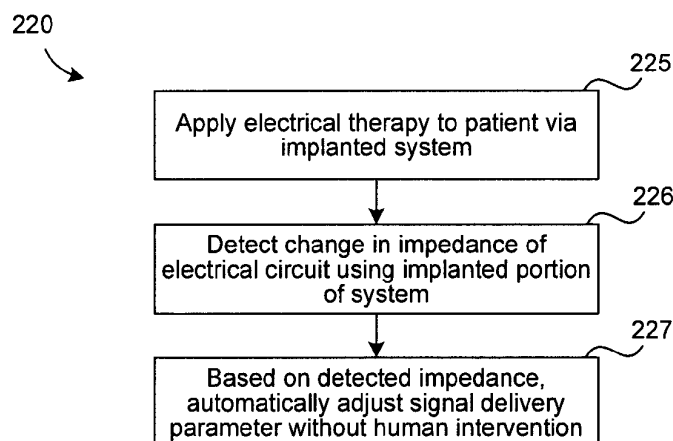 220
225
Apply electrical therapy to patient via
implanted system
226
Detect change in impedance of
electrical circuit using implanted portion
of system
227
Based on detected impedance,
automatically adjust signal delivery
parameter without human intervention